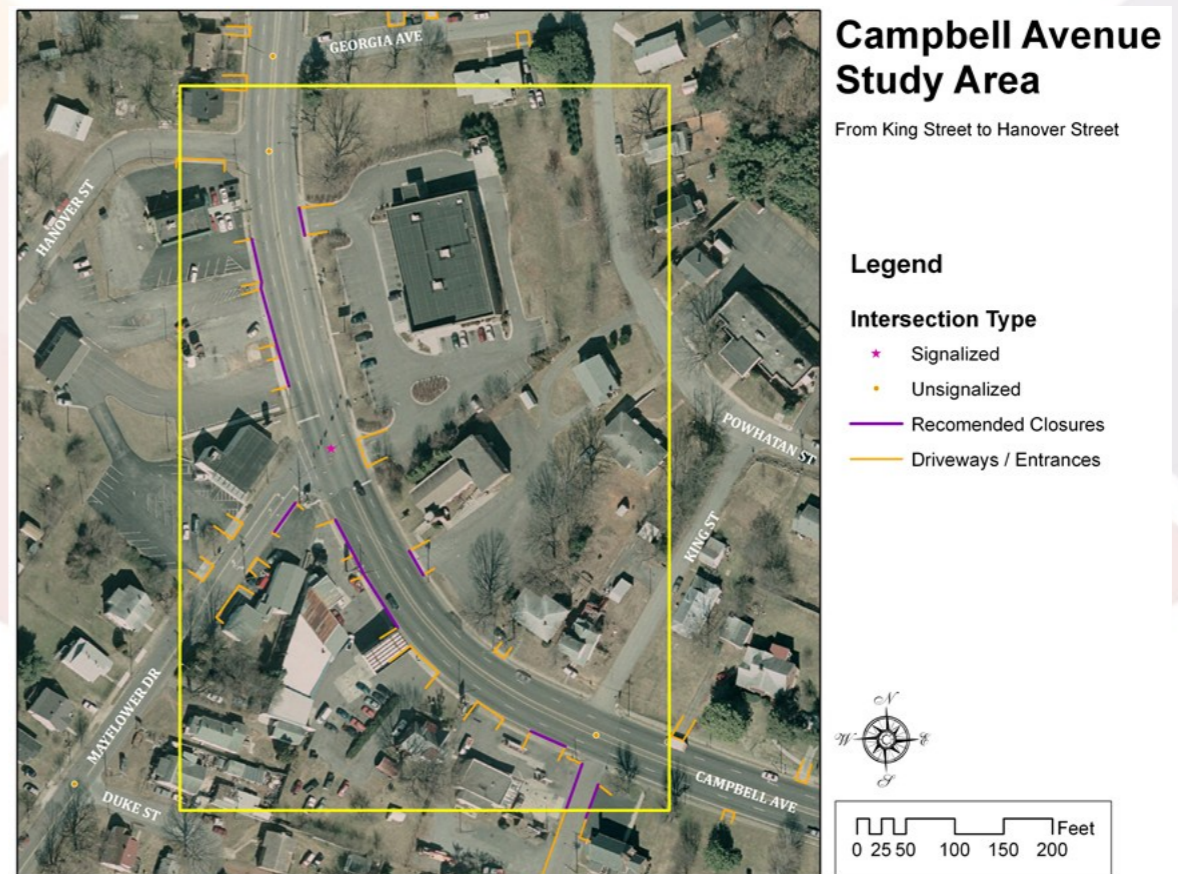 Campbell Avenue
Study Area
From King Street to Hanover Street
GEORGIA AVE
HANOVER ST
POWHATAN ST
KING ST
MAYFLOWER DR
DUKE ST
CAMPBELL AVE
Legend
Intersection Type
Signalized
Unsignalized
Recomended Closures
Driveways / Entrances
N
W E
S
Feet
0 25 50 100 150 200